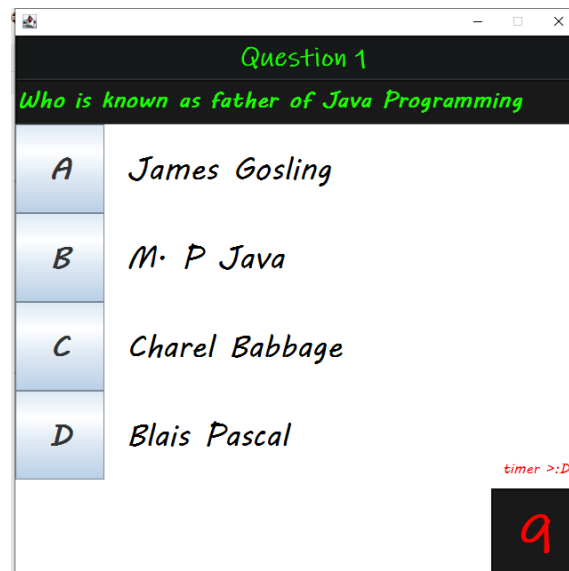 Question 1
Who is known as father of Java Programming
A James Gosling
B M. P Java
C Charel Babbage
D Blais Pascal
timer >:D
9